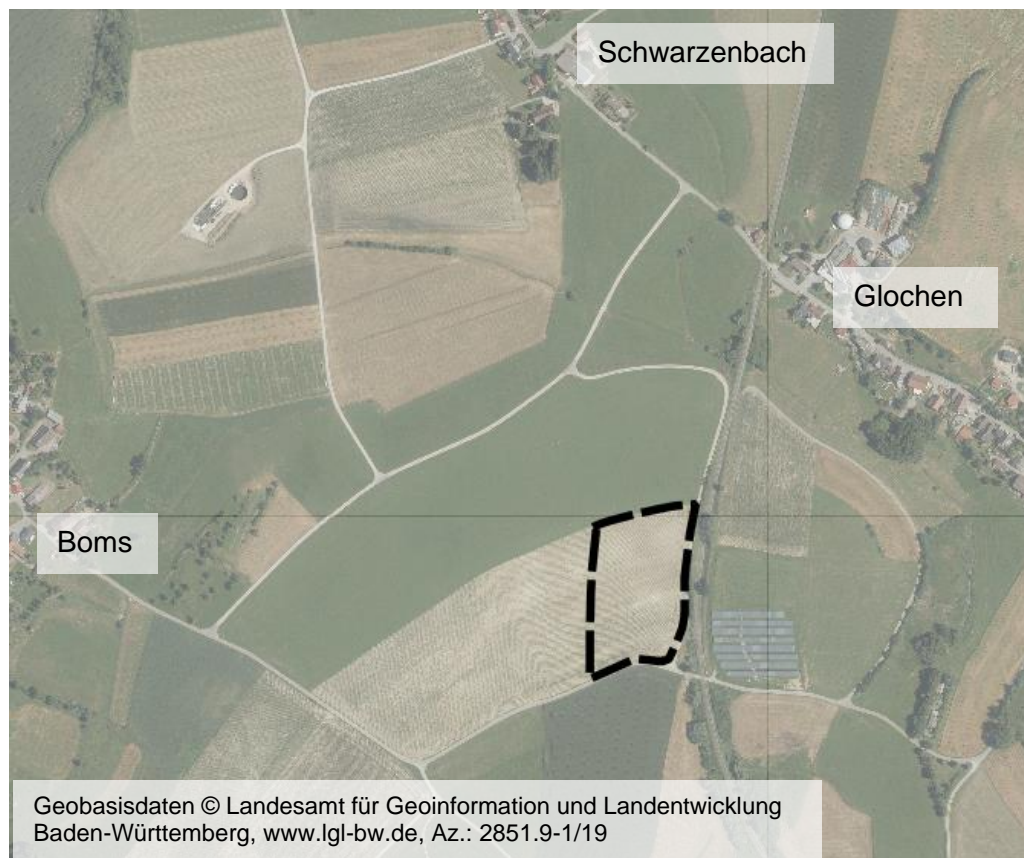 Schwarzenbach
Glochen
Boms
Geobasisdaten © Landesamt für Geoinformation und Landentwicklung
Baden-Württemberg, www.lgl-bw.de, Az.: 2851.9-1/19